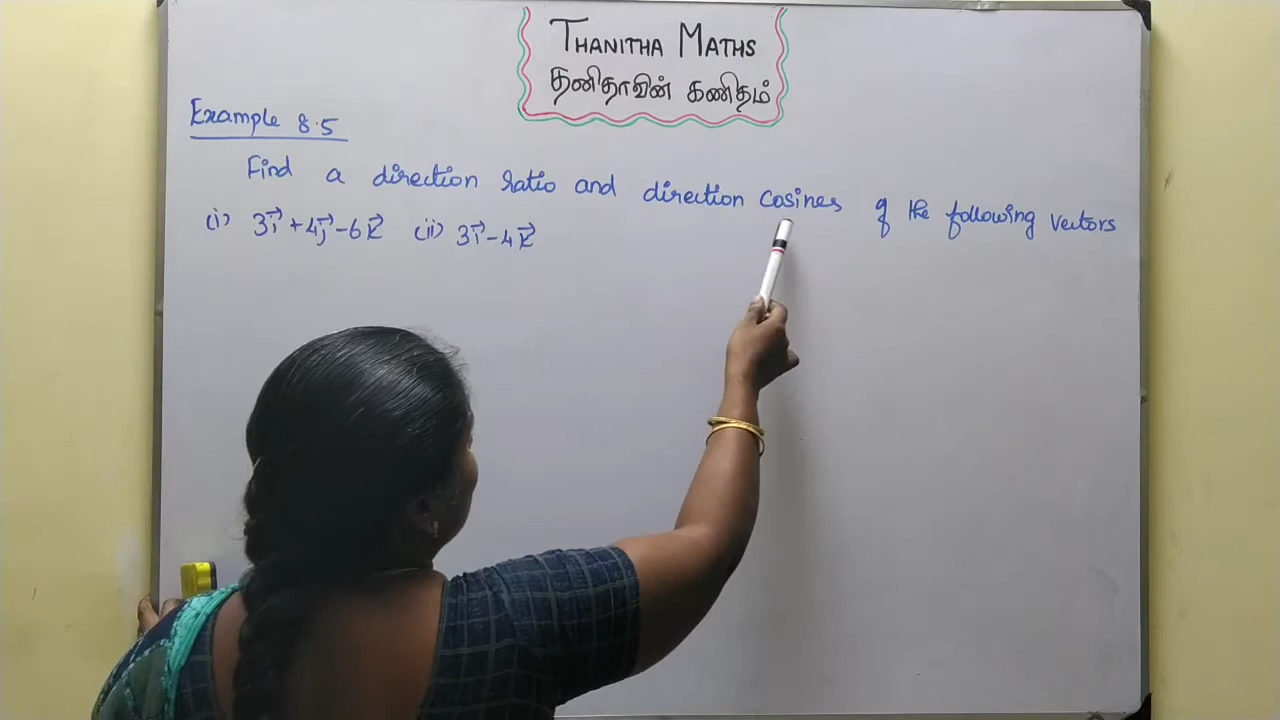 THANITHA MATHS
தனிதாவின் கணிதம்
Example 8.5
Find a direction ratio and direction cosines of the following vectors
(i) 3i⃗ + 4j⃗ - 6k⃗ (ii) 3i⃗ - 4k⃗